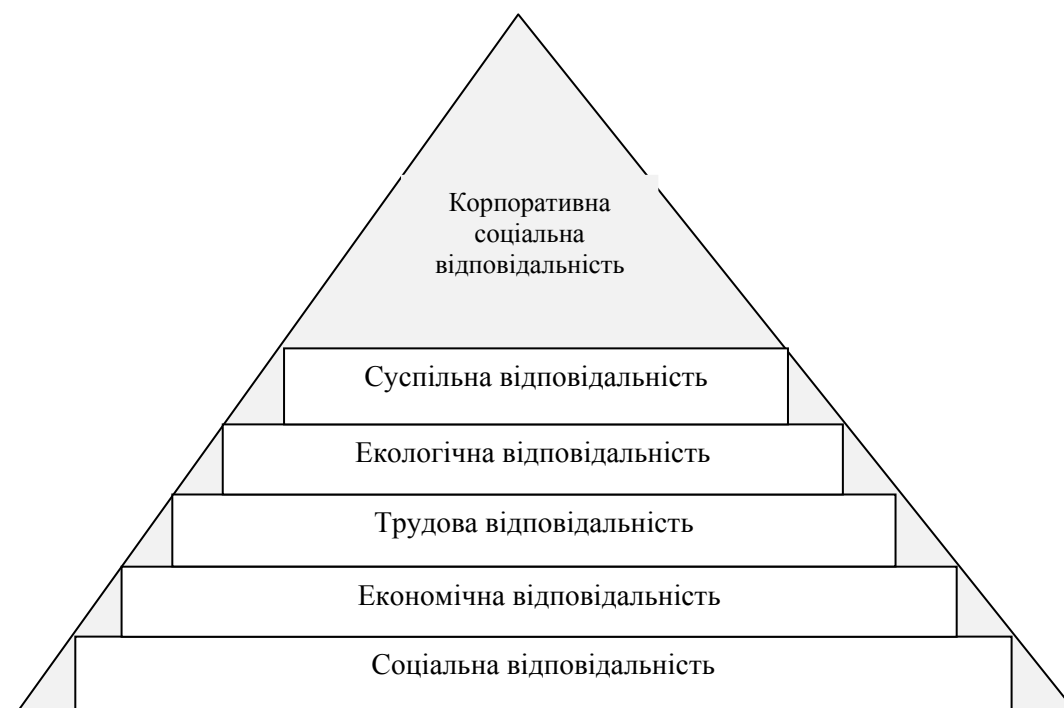 Корпоративна
соціальна
відповідальність
Суспільна відповідальність
Екологічна відповідальність
Трудова відповідальність
Економічна відповідальність
Соціальна відповідальність